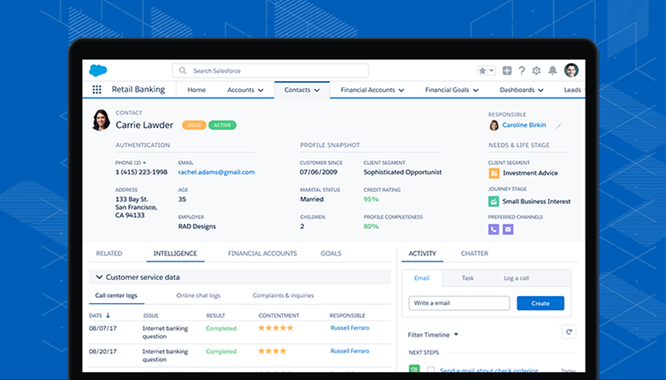 Search Salesforce
Retail Banking
Home
Accounts
Contacts
Financial Accounts
Financial Goals
Dashboards
Leads
CONTACT
Carrie Lawder
GOLD
ACTIVE
RESPONSIBLE
Caroline Birkin
AUTHENTICATION
PROFILE SNAPSHOT
NEEDS & LIFE STAGE
PHONE (2)
EMAIL
CUSTOMER SINCE
CLIENT SEGMENT
CLIENT SEGMENT
1 (415) 223-1998
rachel.adams@gmail.com
07/06/2009
Sophisticated Opportunist
Investment Advice
ADDRESS
AGE
MARITAL STATUS
CREDIT RATING
JOURNEY STAGE
133 Bay St.
San Francisco,
CA 94133
35
Married
95%
Small Business Interest
EMPLOYER
CHILDREN
PROFILE COMPLETENESS
PREFERRED CHANNELS
RAD Designs
2
80%
RELATED
INTELLIGENCE
FINANCIAL ACCOUNTS
GOALS
ACTIVITY
CHATTER
Customer service data
Email
Task
Log a call
Call center logs
Online chat logs
Complaints & inquiries
Write a email
Create
DATE
ISSUE
RESULT
CONTENTMENT
RESPONSIBLE
08/07/17
Internet banking
question
Completed
Russell Ferraro
Filter Timeline
08/20/17
Internet banking
question
Completed
Russell Ferraro
NEXT STEPS
Send email about check ordering
Today